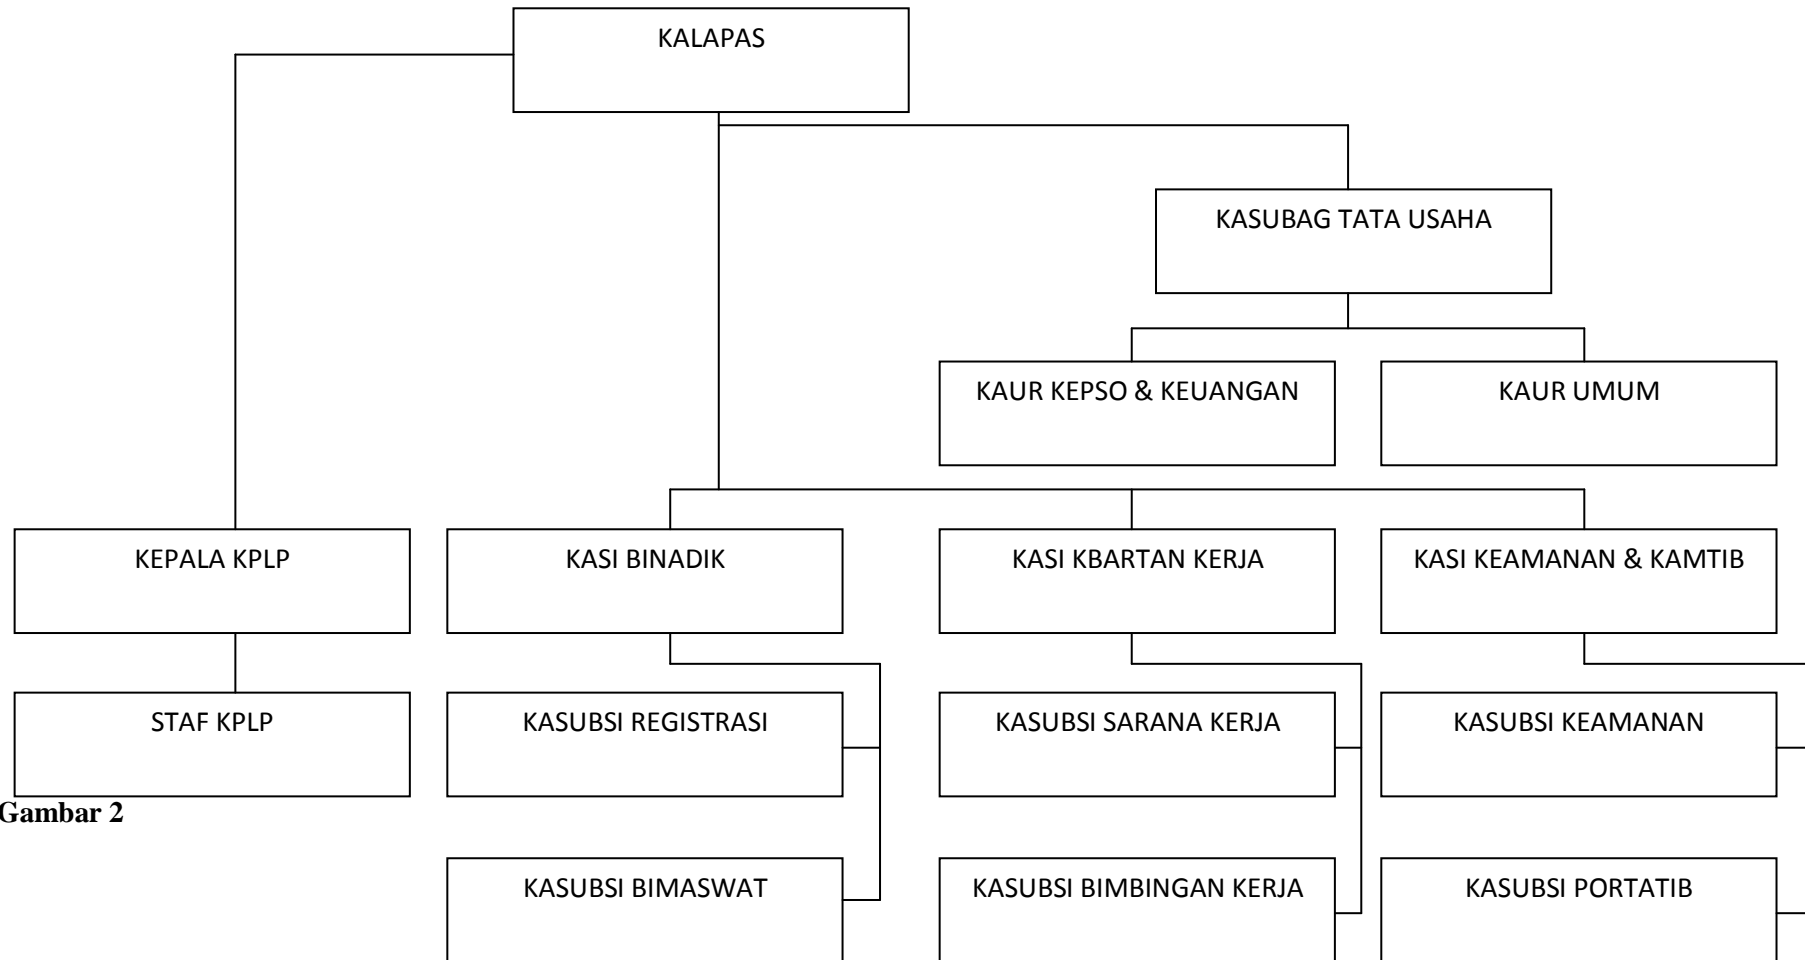 KALAPAS
KASUBAG TATA USAHA
KAUR KEPSO & KEUANGAN
KAUR UMUM
KEPALA KPLP
KASI BINADIK
KASI KBARTAN KERJA
KASI KEAMANAN & KAMTIB
STAF KPLP
KASUBSI REGISTRASI
KASUBSI SARANA KERJA
KASUBSI KEAMANAN
Gambar 2
KASUBSI BIMASWAT
KASUBSI BIMBINGAN KERJA
KASUBSI PORTATIB